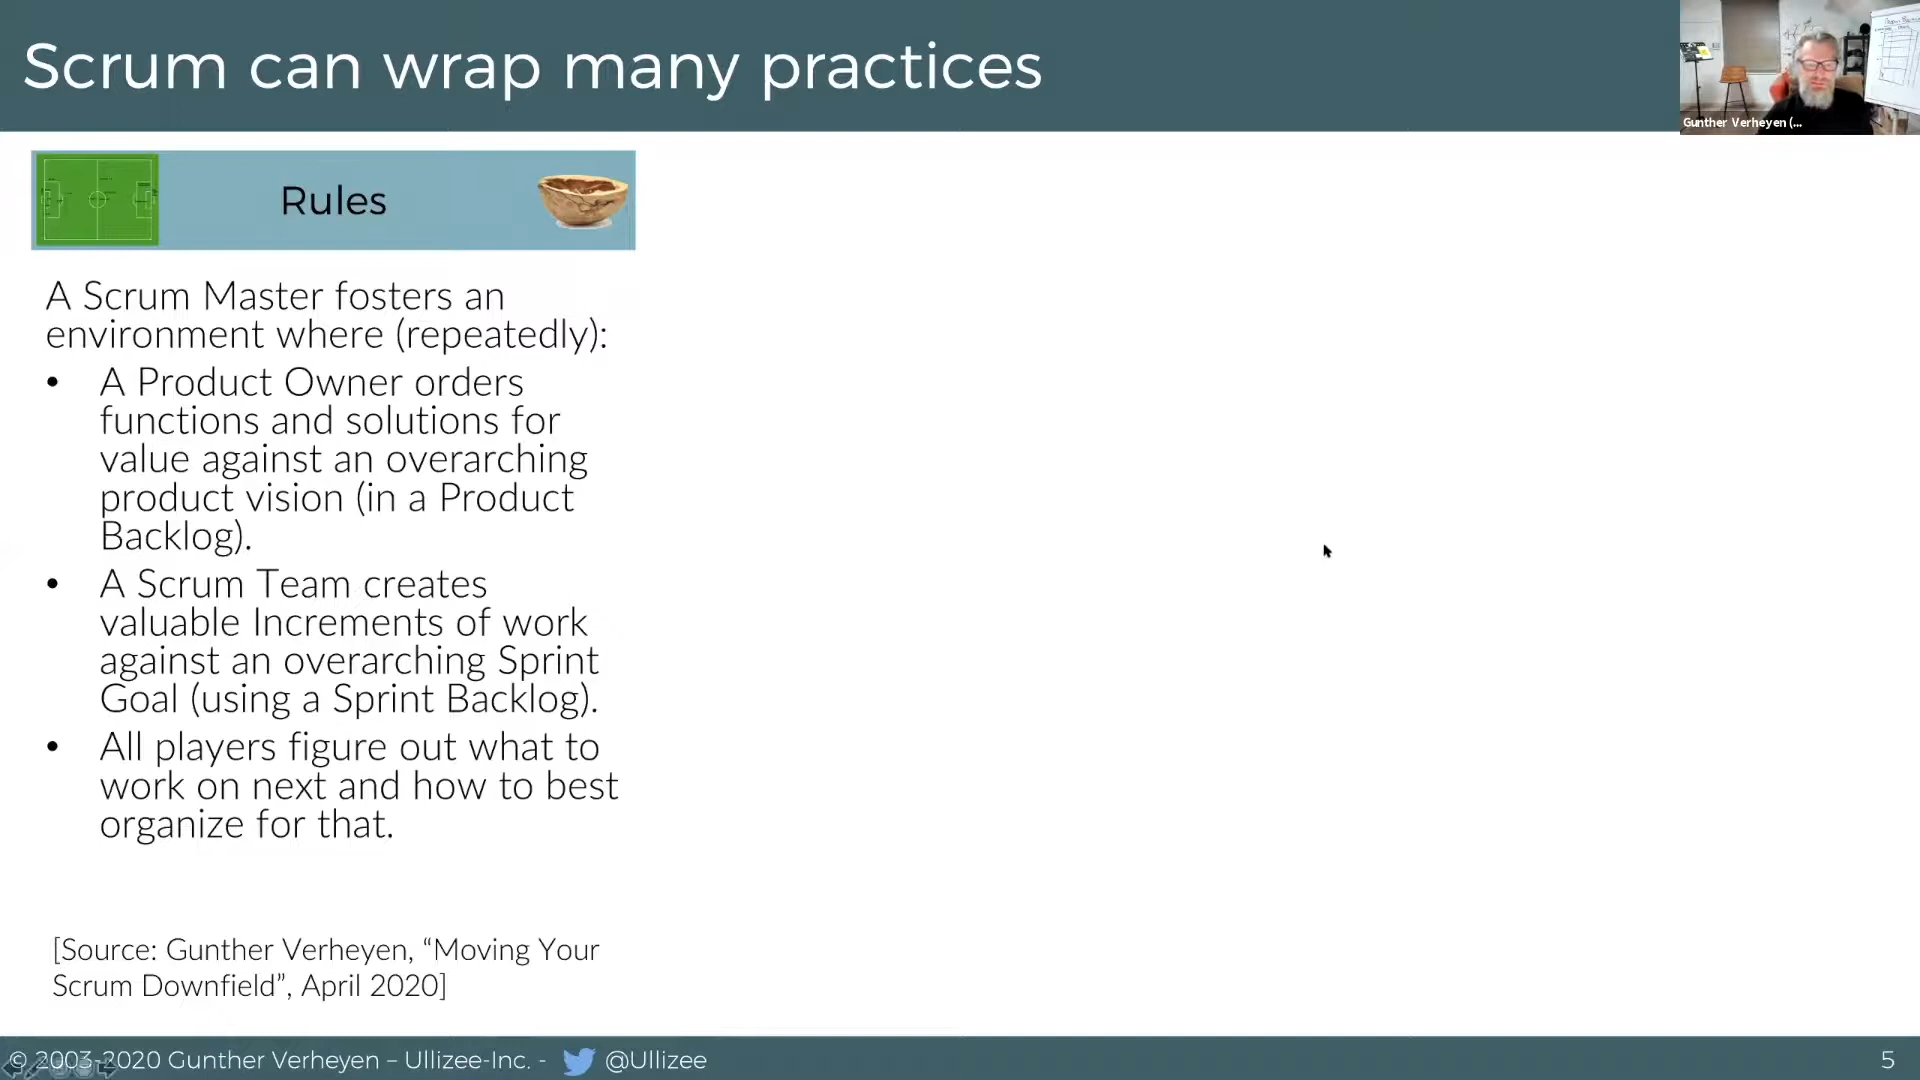 Scrum can wrap many practices
Gunther Verheyen (...
Rules
A Scrum Master fosters an
environment where (repeatedly):
• A Product Owner orders
functions and solutions for
value against an overarching
product vision (in a Product
Backlog).
• A Scrum Team creates
valuable Increments of work
against an overarching Sprint
Goal (using a Sprint Backlog).
• All players figure out what to
work on next and how to best
organize for that.
[Source: Gunther Verheyen, “Moving Your
Scrum Downfield”, April 2020]
© 2003-2020 Gunther Verheyen – Ullizee-Inc. - @Ullizee
5